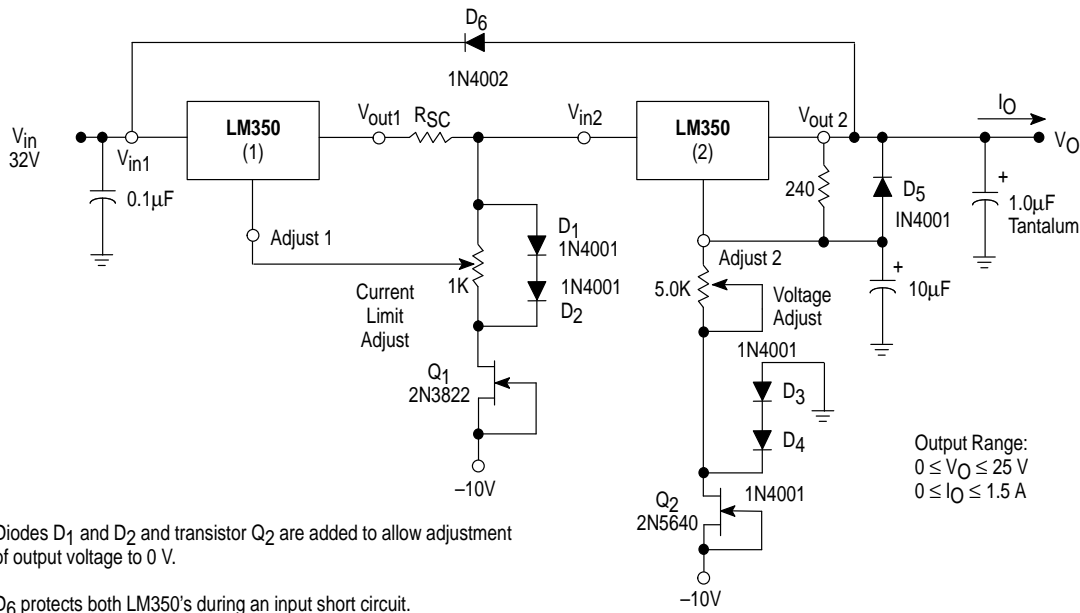 D6
1N4002
Vin
32V
Vin1
LM350
(1)
Vout1
RSC
Vin2
LM350
(2)
Vout 2
IO
VO
0.1µF
Adjust 1
1K
Current
Limit
Adjust
D1
1N4001
1N4001
D2
240
D5
IN4001
+
1.0µF
Tantalum
Adjust 2
5.0K
Voltage
Adjust
+
10µF
1N4001
D3
D4
1N4001
Q1
2N3822
–10V
Q2
2N5640
–10V
Output Range:
0 ≤ VO ≤ 25 V
0 ≤ IO ≤ 1.5 A
Diodes D1 and D2 and transistor Q2 are added to allow adjustment
of output voltage to 0 V.
D6 protects both LM350's during an input short circuit.